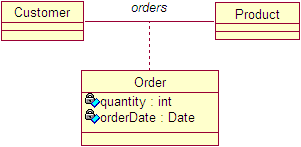 Customer
orders
Product
Order
quantity : int
orderDate : Date